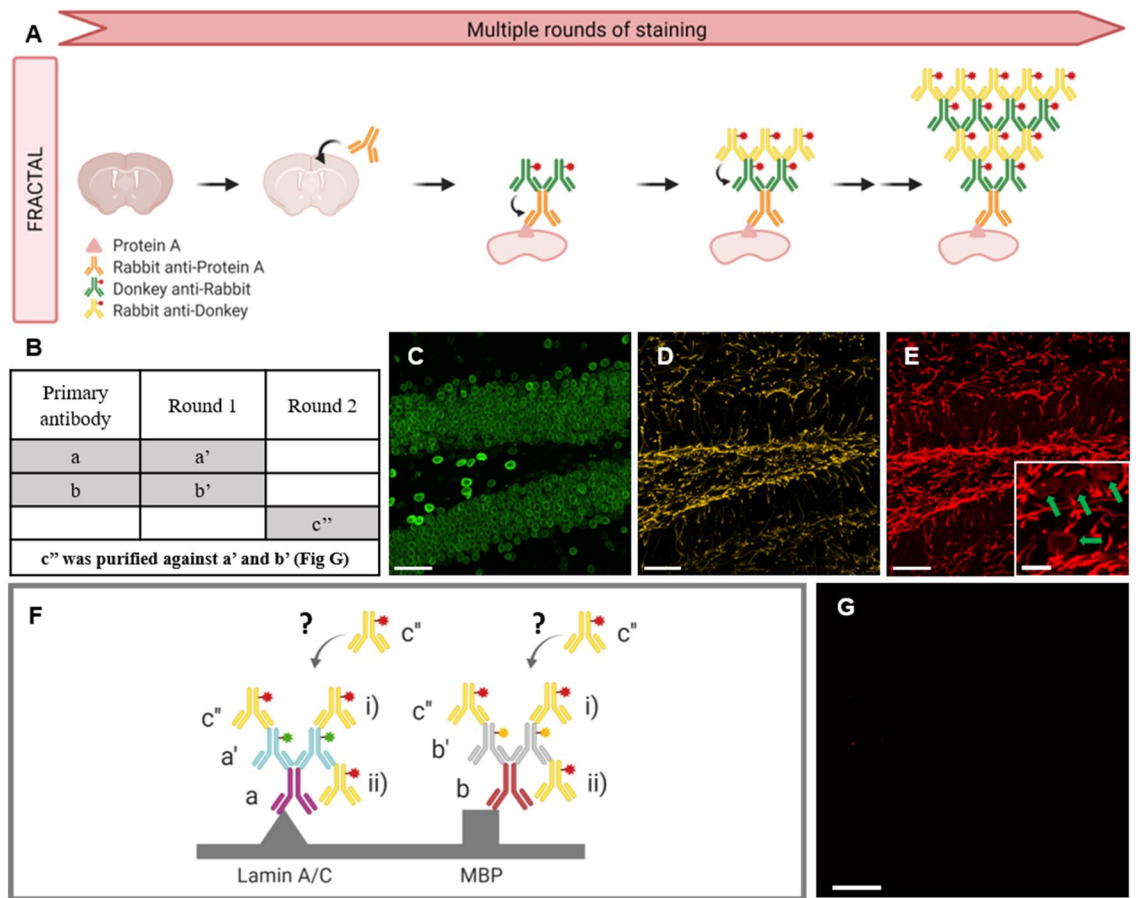 A
Multiple rounds of staining
FRACTAL
Protein A
Rabbit anti-Protein A
Donkey anti-Rabbit
Rabbit anti-Donkey
B
Primary antibody Round 1 Round 2
a a’
b b’
c’’
c’’ was purified against a’ and b’ (Fig G)
C
D
E
F
? ?
c" c"
c" i) c" i)
a' b'
ii) ii)
a b
Lamin A/C MBP
G